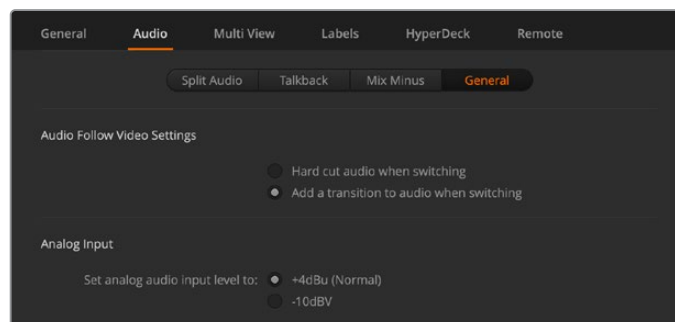 General Audio Multi View Labels HyperDeck Remote
Split Audio Talkback Mix Minus General
Audio Follow Video Settings
Hard cut audio when switching
Add a transition to audio when switching
Analog Input
Set analog audio input level to: +4dBu (Normal)
-10dBV